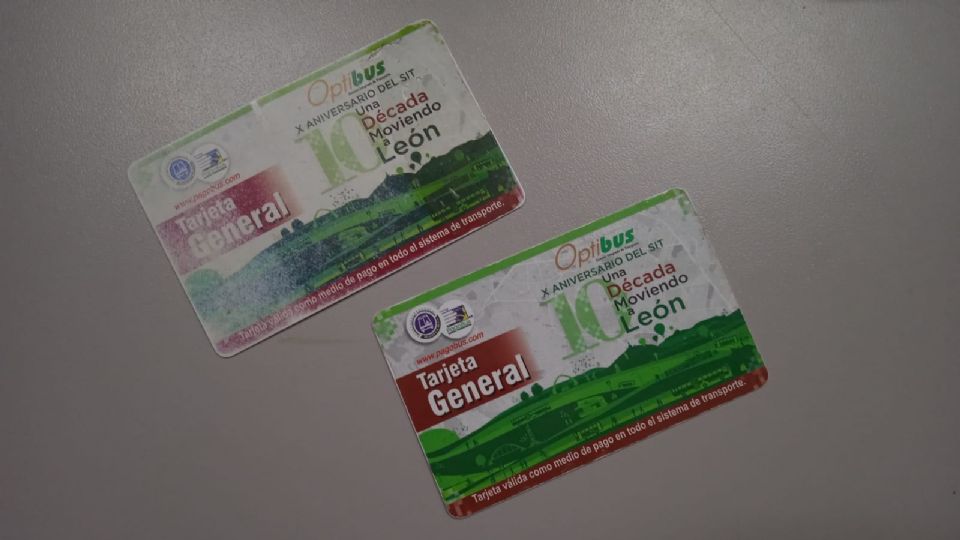 Optibus
X ANIVERSARIO DEL SIT
10
Una
Década
Moviendo
a
León
www.pagobus.com
Tarjeta
General
Tarjeta válida como medio de pago en todo el sistema de transporte.
Optibus
X ANIVERSARIO DEL SIT
10
Una
Década
Moviendo
a
León
www.pagobus.com
Tarjeta
General
Tarjeta válida como medio de pago en todo el sistema de transporte.